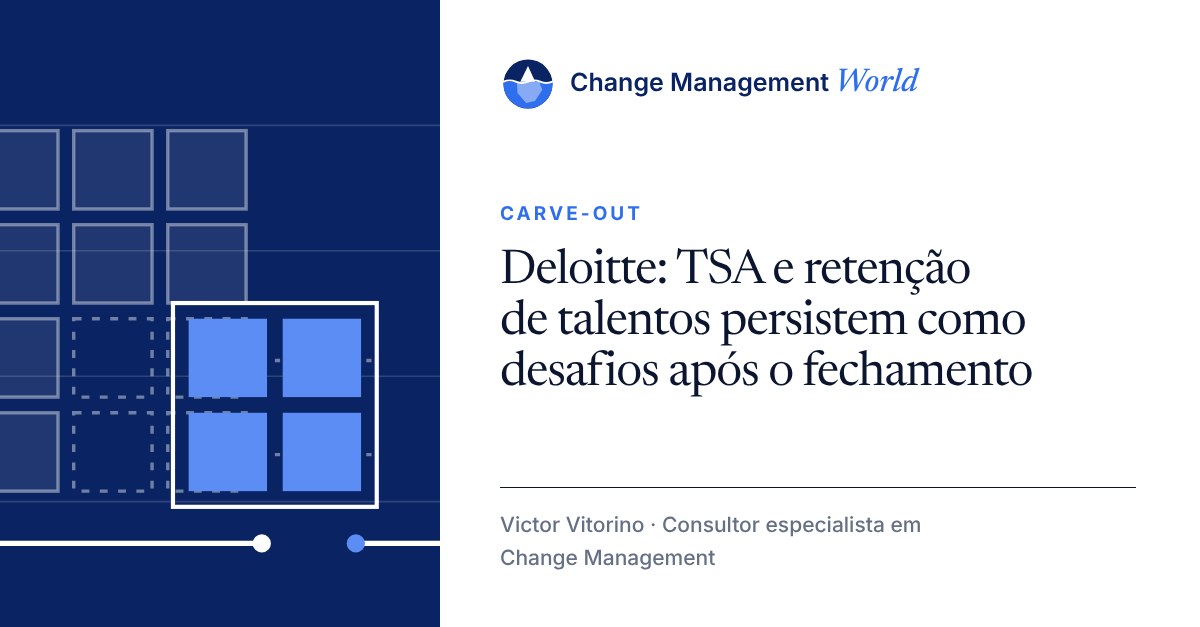 Change Management World
CARVE-OUT
Deloitte: TSA e retenção
de talentos persistem como
desafios após o fechamento
Victor Vitorino · Consultor especialista em
Change Management